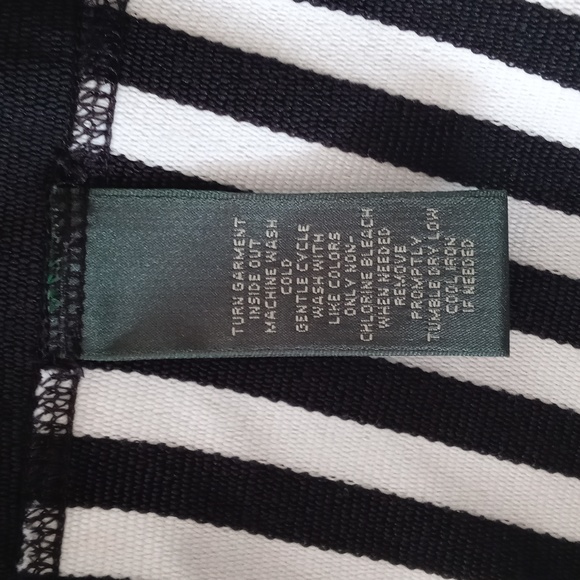 TURN GARMENT
INSIDE OUT
MACHINE WASH
COLD
GENTLE CYCLE
WASH WITH
LIKE COLORS
ONLY NON-
CHLORINE BLEACH
WHEN NEEDED
REMOVE
PROMPTLY
TUMBLE DRY LOW
COOL IRON
IF NEEDED